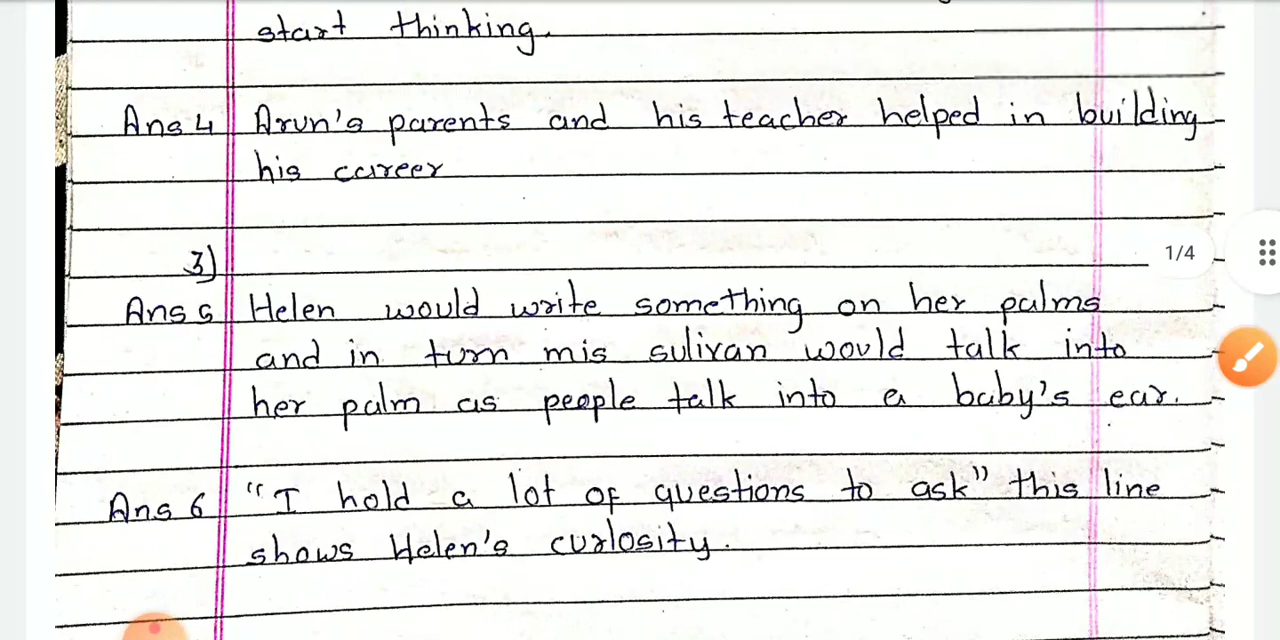 start thinking.
Ans 4 Arun's parents and his teacher helped in building
his career
1/4
3)
Ans 5 Helen would write something on her palms
and in turn mis sulivan would talk into
her palm as people talk into a baby's ear.
Ans 6 "I hold a lot of questions to ask" this line
shows Helen's curlosity.